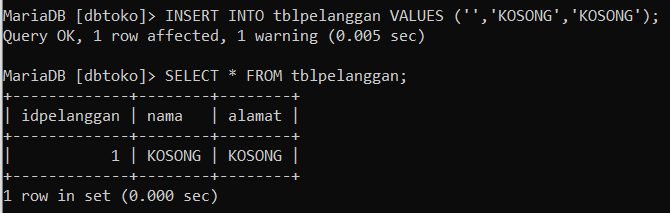 MariaDB [dbtoko]> INSERT INTO tblpelanggan VALUES ('','KOSONG','KOSONG');
Query OK, 1 row affected, 1 warning (0.005 sec)
MariaDB [dbtoko]> SELECT * FROM tblpelanggan;
+-------------+--------+--------+
| idpelanggan | nama   | alamat |
+-------------+--------+--------+
|           1 | KOSONG | KOSONG |
+-------------+--------+--------+
1 row in set (0.000 sec)